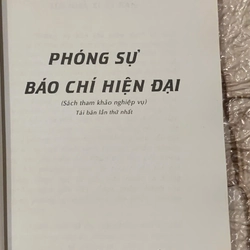 PHÓNG SỰ
BÁO CHÍ HIỆN ĐẠI
(Sách tham khảo nghiệp vụ)
Tái bản lần thứ nhất